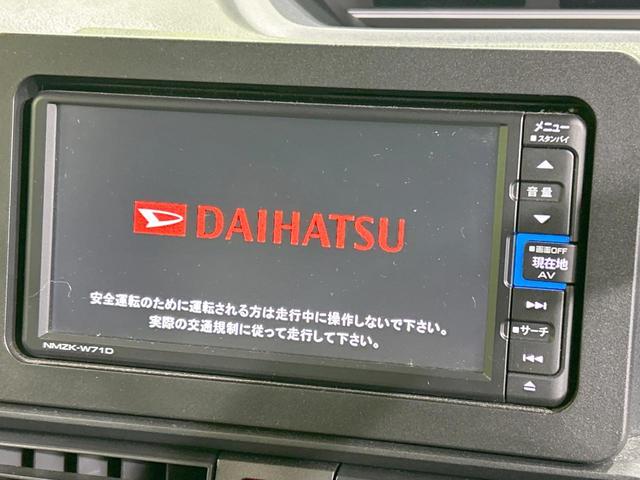 DAIHATSU
安全運転のために運転される方は走行中に操作しないで下さい。
実際の交通規制に従って走行して下さい。
NMZK-W71D
メニュー
■スタンバイ
音量
■画面OFF
現在地
AV
■サーチ